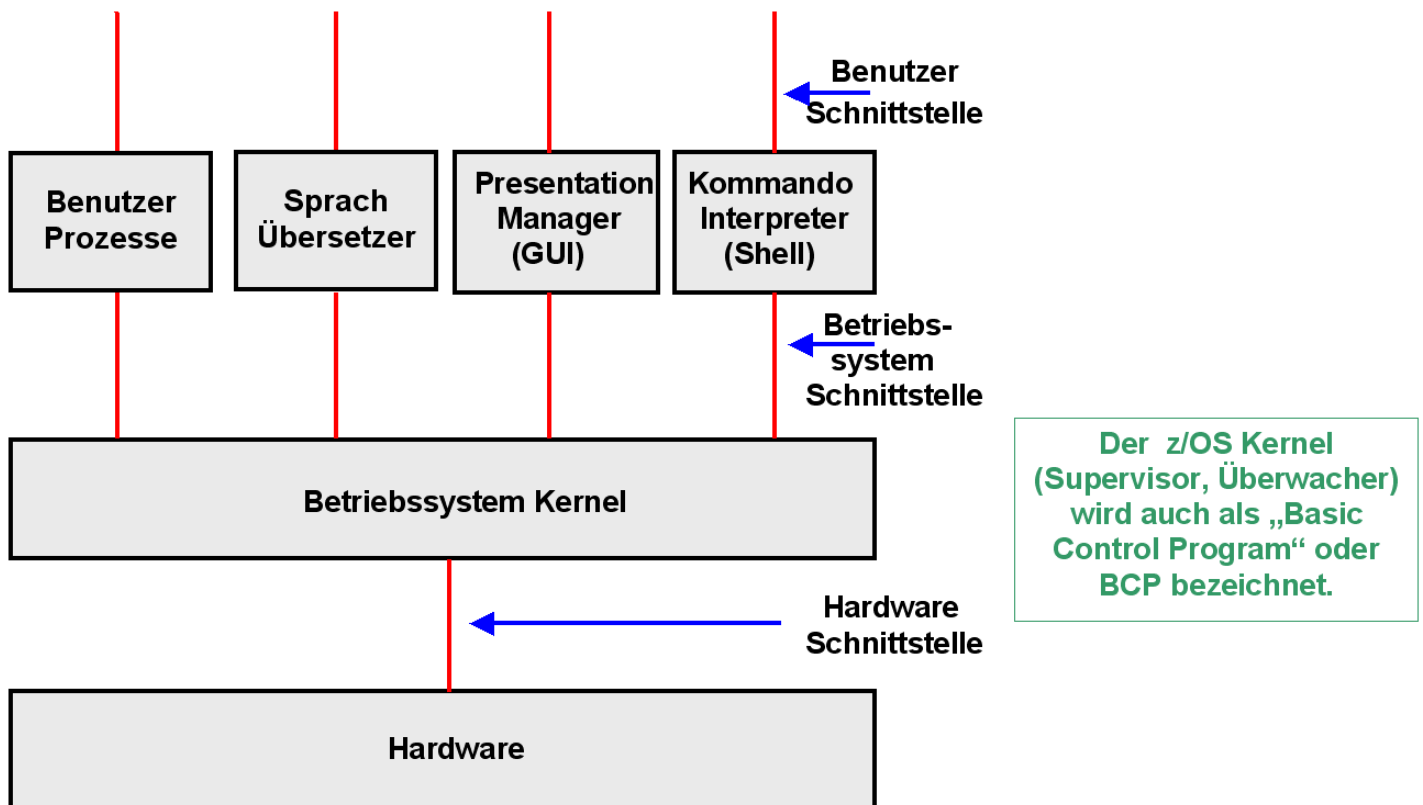 Benutzer
Schnittstelle
Benutzer
Prozesse
Sprach
Übersetzer
Presentation
Manager
(GUI)
Kommando
Interpreter
(Shell)
Betriebs-
system
Schnittstelle
Betriebssystem Kernel
Der z/OS Kernel
(Supervisor, Überwacher)
wird auch als „Basic
Control Program“ oder
BCP bezeichnet.
Hardware
Schnittstelle
Hardware